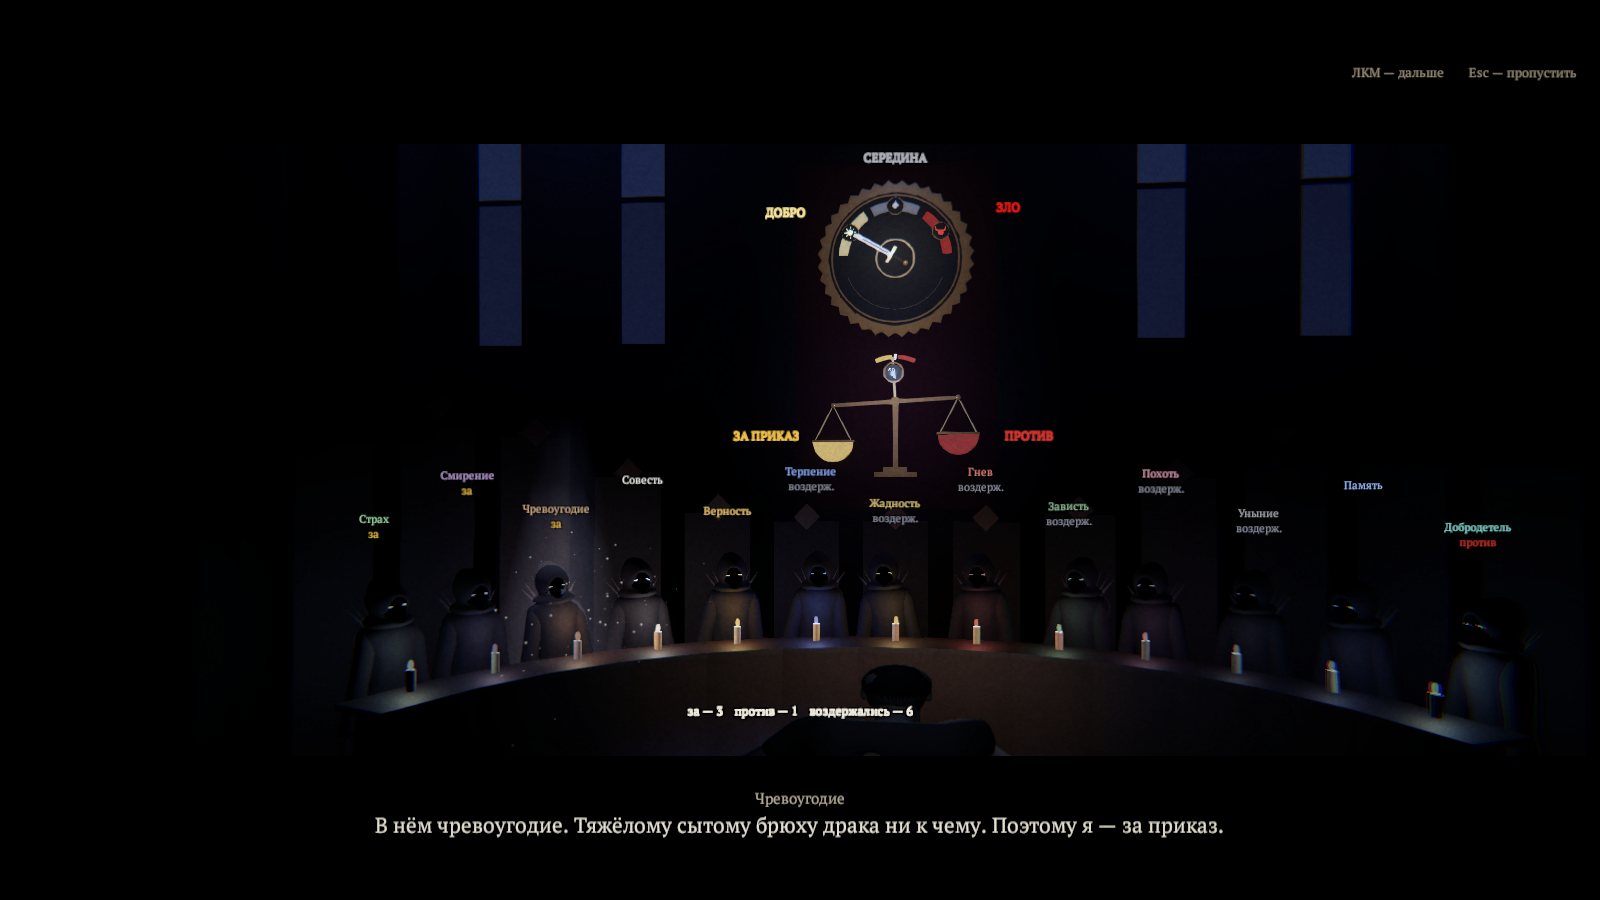 ЛКМ — дальше Esc — пропустить
СЕРЕДИНА
ДОБРО
ЗЛО
ЗА ПРИКАЗ
ПРОТИВ
Страх
за
Смирение
за
Чревоугодие
за
Совесть
Верность
Терпение
воздерж.
Жадность
воздерж.
Гнев
воздерж.
Зависть
воздерж.
Похоть
воздерж.
Уныние
воздерж.
Память
Добродетель
против
за — 3 против — 1 воздержались — 6
Чревоугодие
В нём чревоугодие. Тяжёлому сытому брюху драка ни к чему. Поэтому я — за приказ.